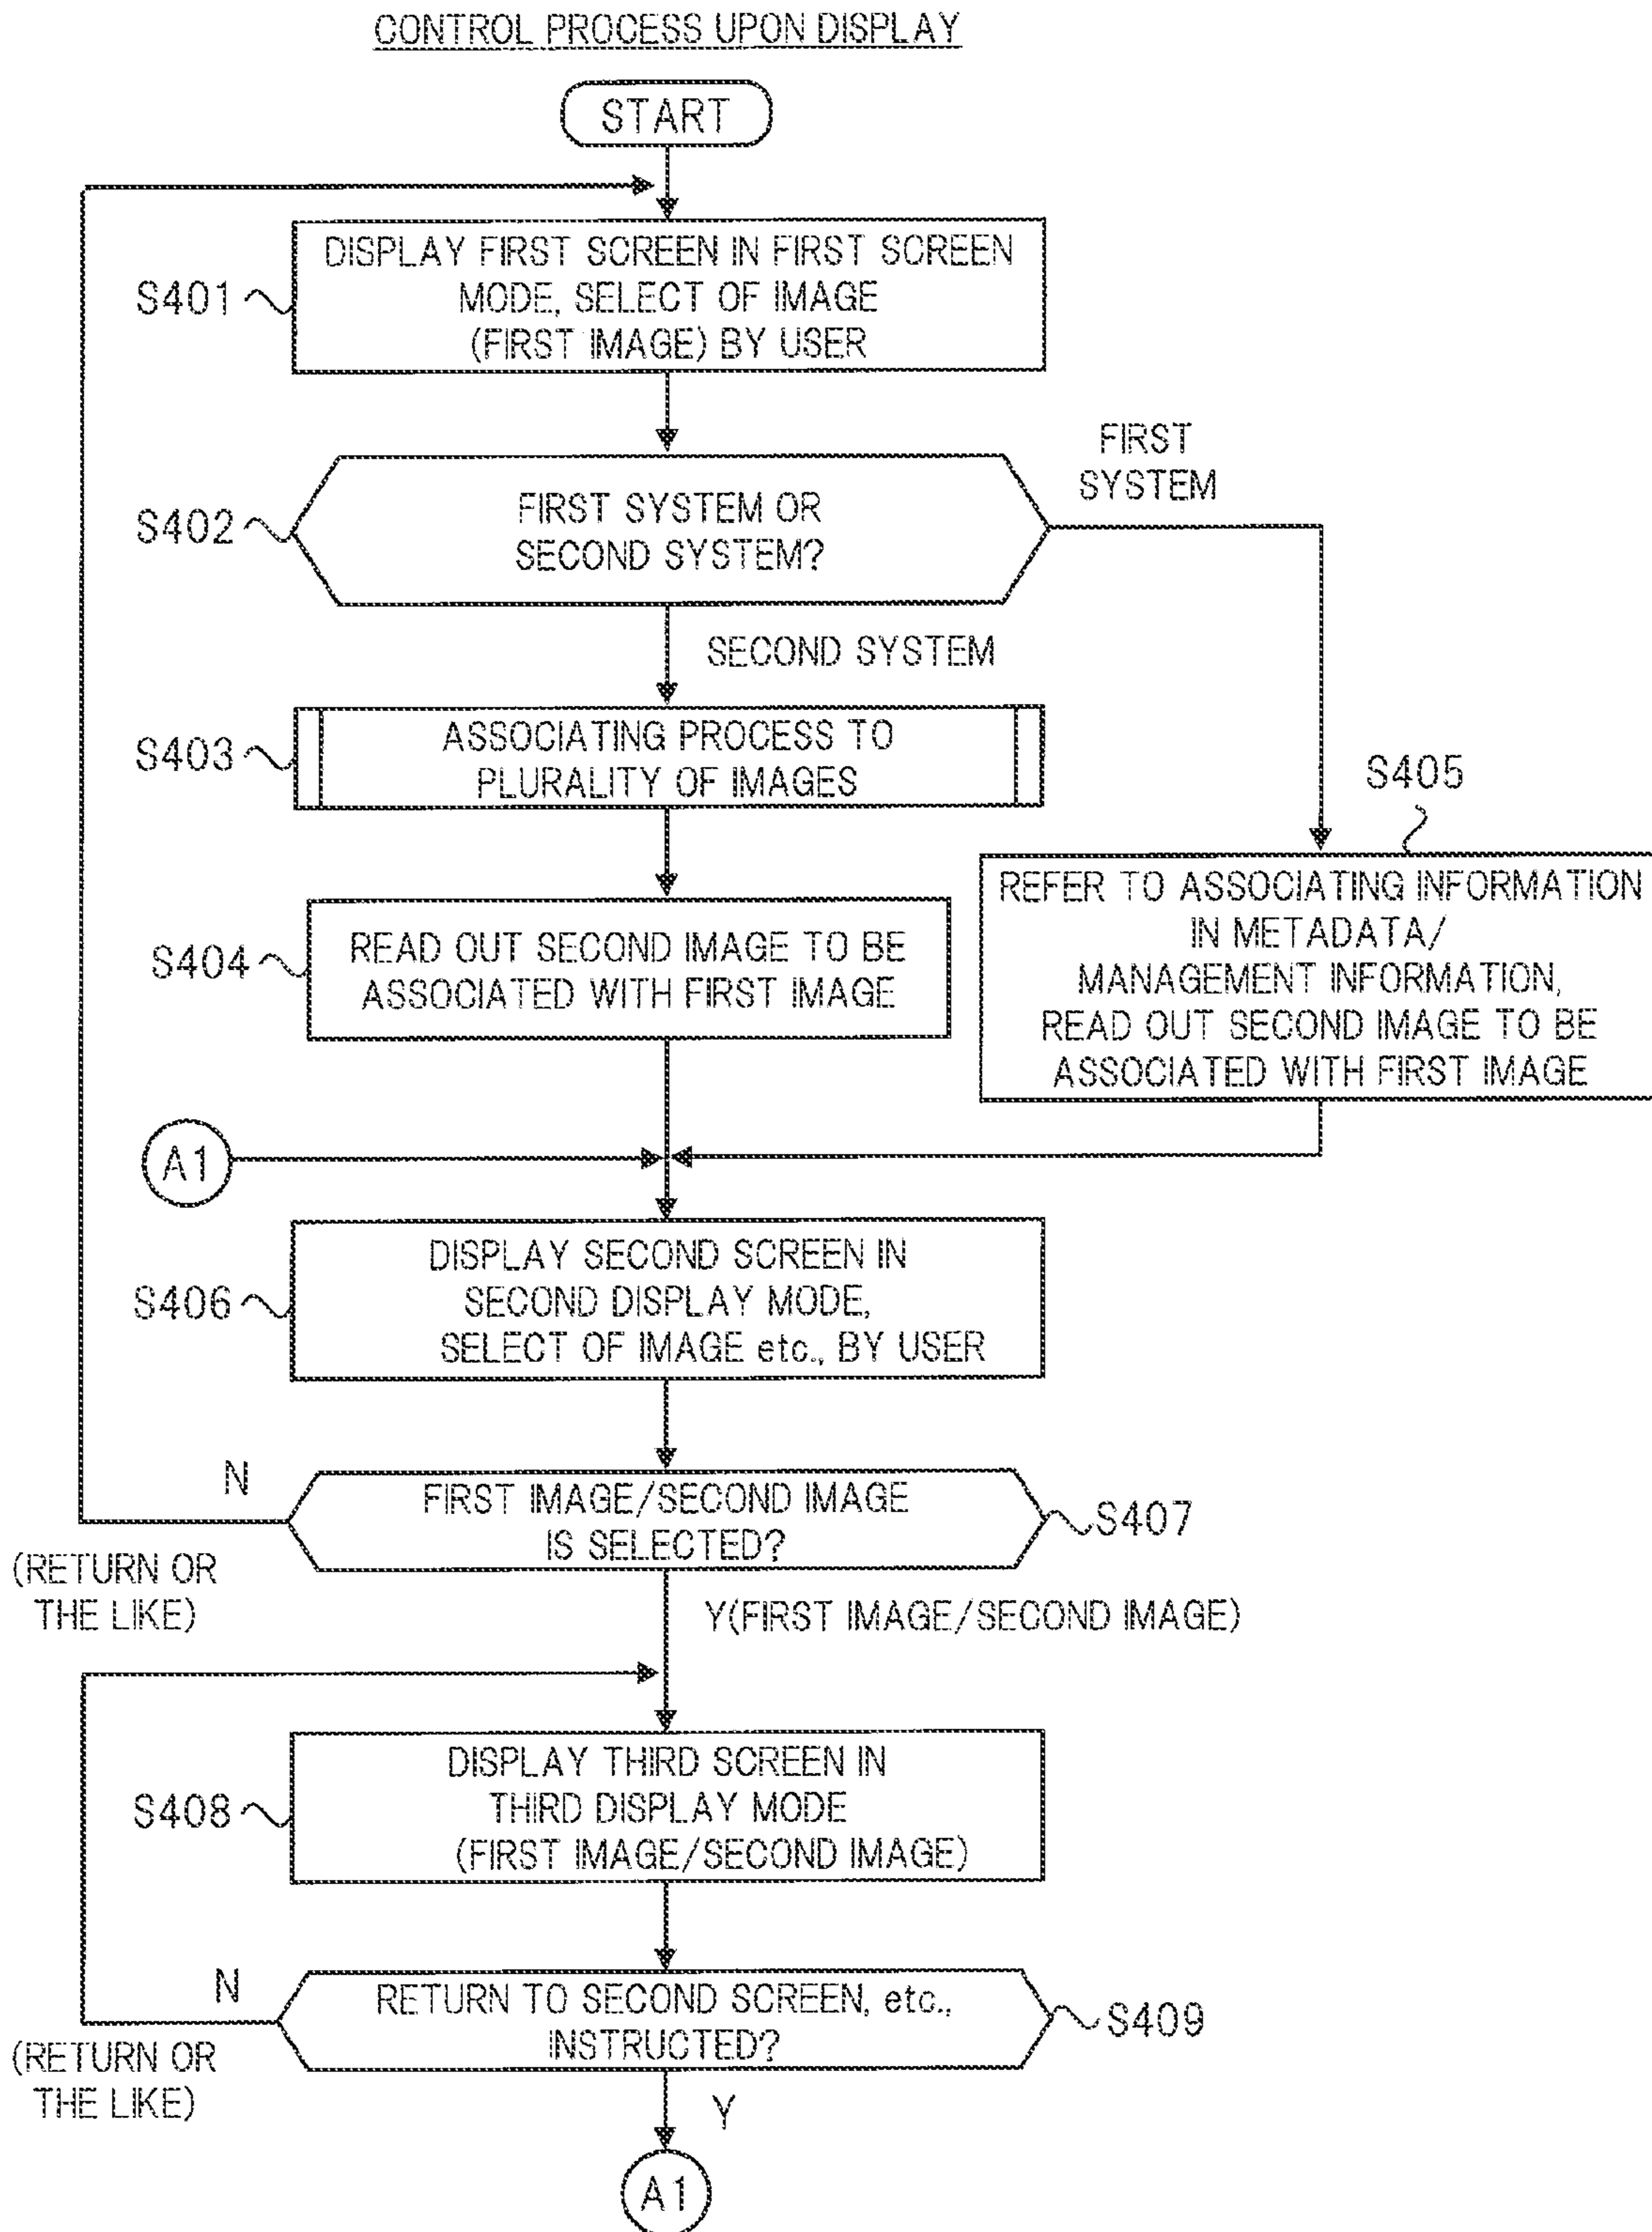 CONTROL PROCESS UPON DISPLAY
START
S401
DISPLAY FIRST SCREEN IN FIRST SCREEN
MODE, SELECT OF IMAGE
(FIRST IMAGE) BY USER
S402
FIRST SYSTEM OR
SECOND SYSTEM?
FIRST
SYSTEM
SECOND SYSTEM
S403
ASSOCIATING PROCESS TO
PLURALITY OF IMAGES
S404
READ OUT SECOND IMAGE TO BE
ASSOCIATED WITH FIRST IMAGE
S405
REFER TO ASSOCIATING INFORMATION
IN METADATA/
MANAGEMENT INFORMATION,
READ OUT SECOND IMAGE TO BE
ASSOCIATED WITH FIRST IMAGE
A1
S406
DISPLAY SECOND SCREEN IN
SECOND DISPLAY MODE,
SELECT OF IMAGE etc., BY USER
N
(RETURN OR
THE LIKE)
FIRST IMAGE/SECOND IMAGE
IS SELECTED?
S407
Y(FIRST IMAGE/SECOND IMAGE)
S408
DISPLAY THIRD SCREEN IN
THIRD DISPLAY MODE
(FIRST IMAGE/SECOND IMAGE)
N
(RETURN OR
THE LIKE)
RETURN TO SECOND SCREEN, etc.,
INSTRUCTED?
S409
Y
A1